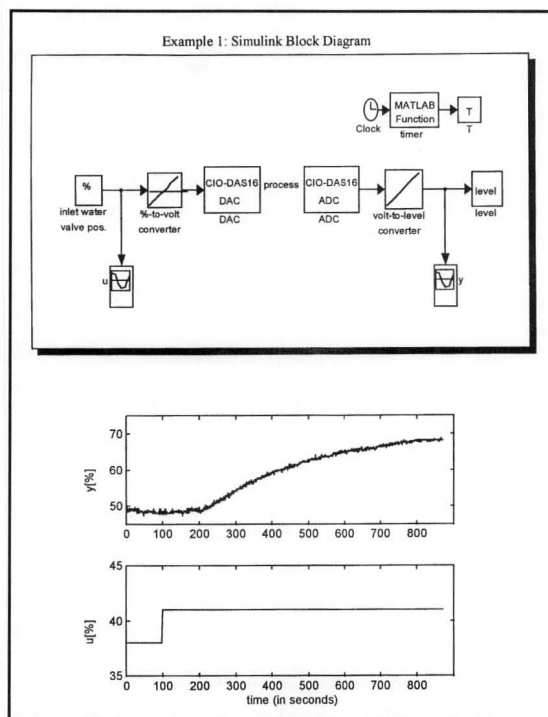 Example 1: Simulink Block Diagram
Clock
MATLAB
Function
timer
T
T
%
inlet water
valve pos.
%-to-volt
converter
CIO-DAS16
DAC
DAC
process
CIO-DAS16
ADC
ADC
volt-to-level
converter
level
level
u
y
y[%]
70
60
50
0 100 200 300 400 500 600 700 800
u[%]
45
40
35
0 100 200 300 400 500 600 700 800
time (in seconds)